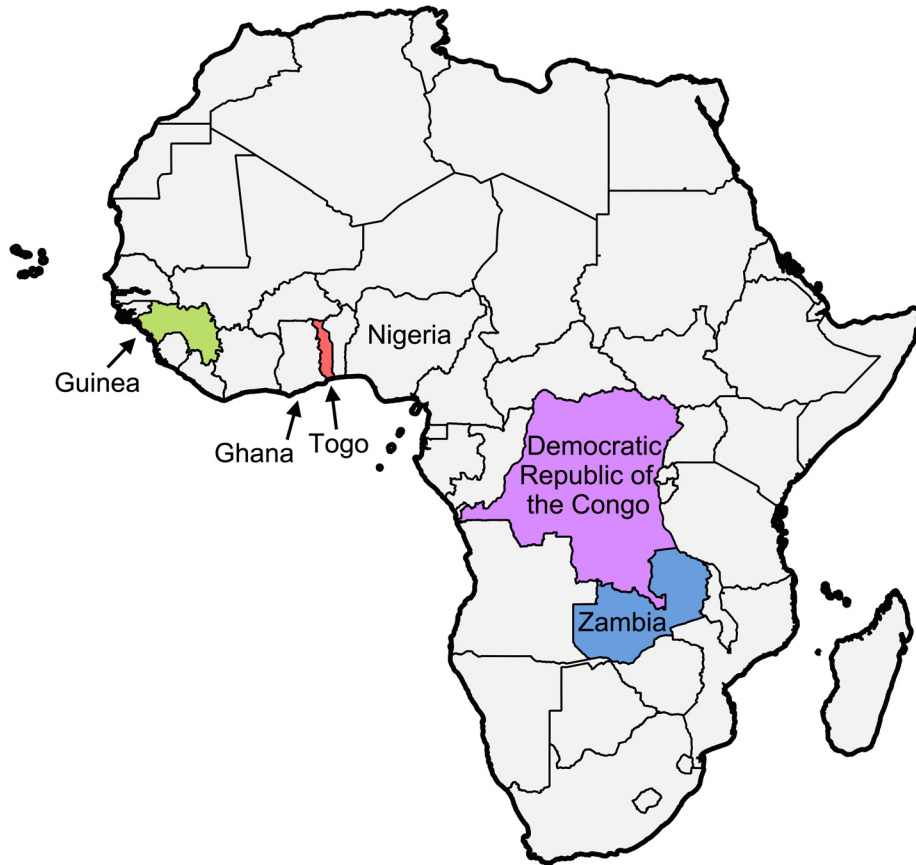 Nigeria
Guinea
Ghana
Togo
Democratic
Republic of
the Congo
Zambia